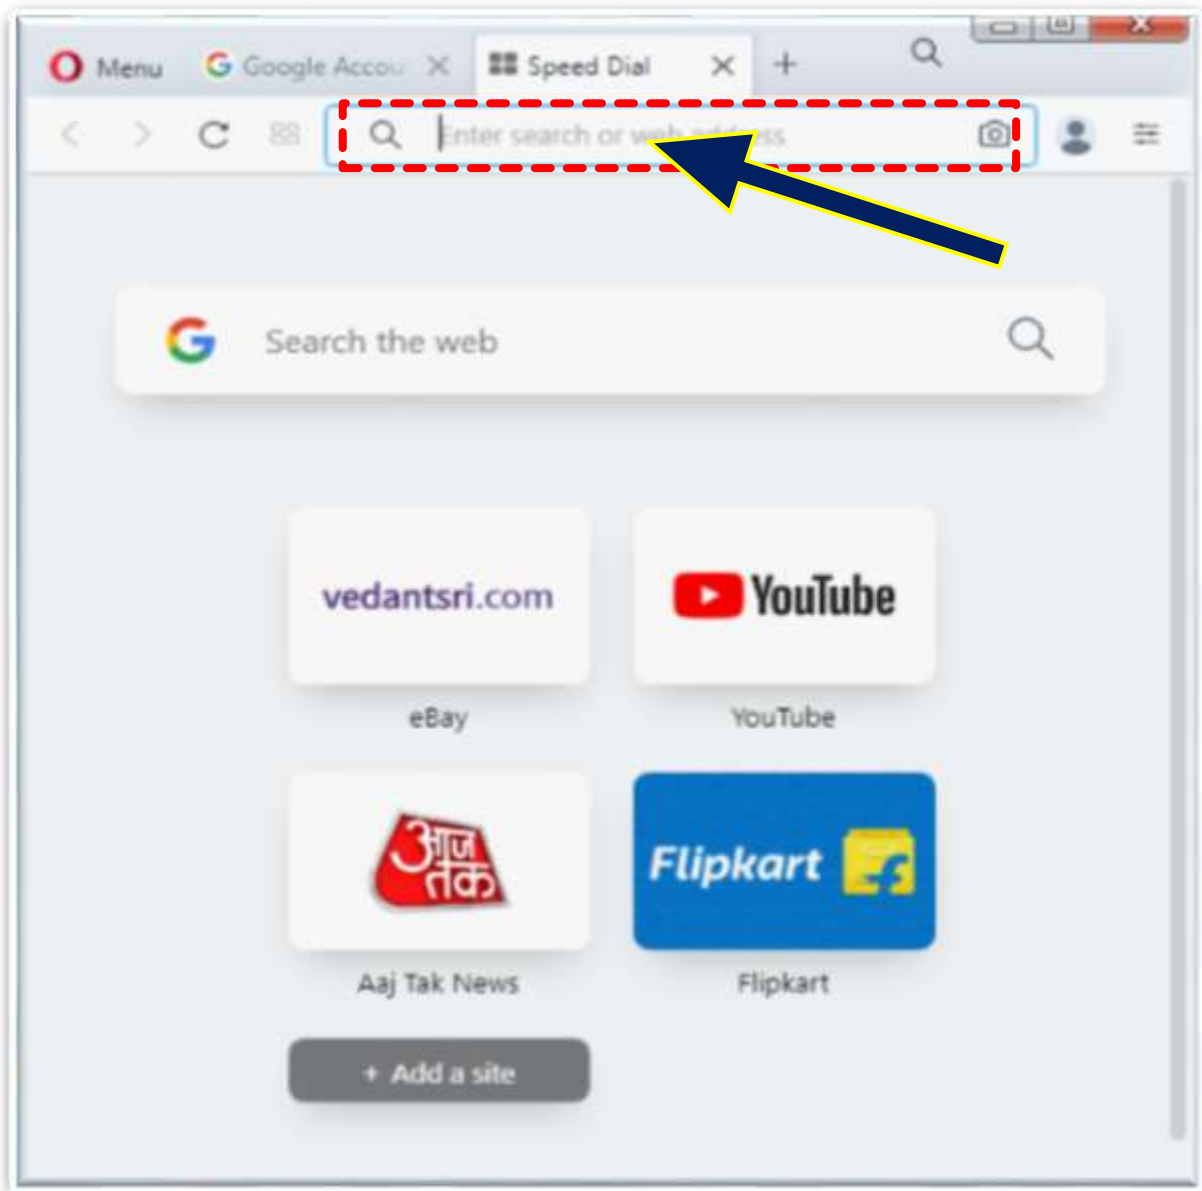 Menu
Google Accou
Speed Dial
Enter search or web address
Search the web
vedantsri.com
YouTube
eBay
YouTube
आज
तक
Flipkart
Aaj Tak News
Flipkart
+ Add a site